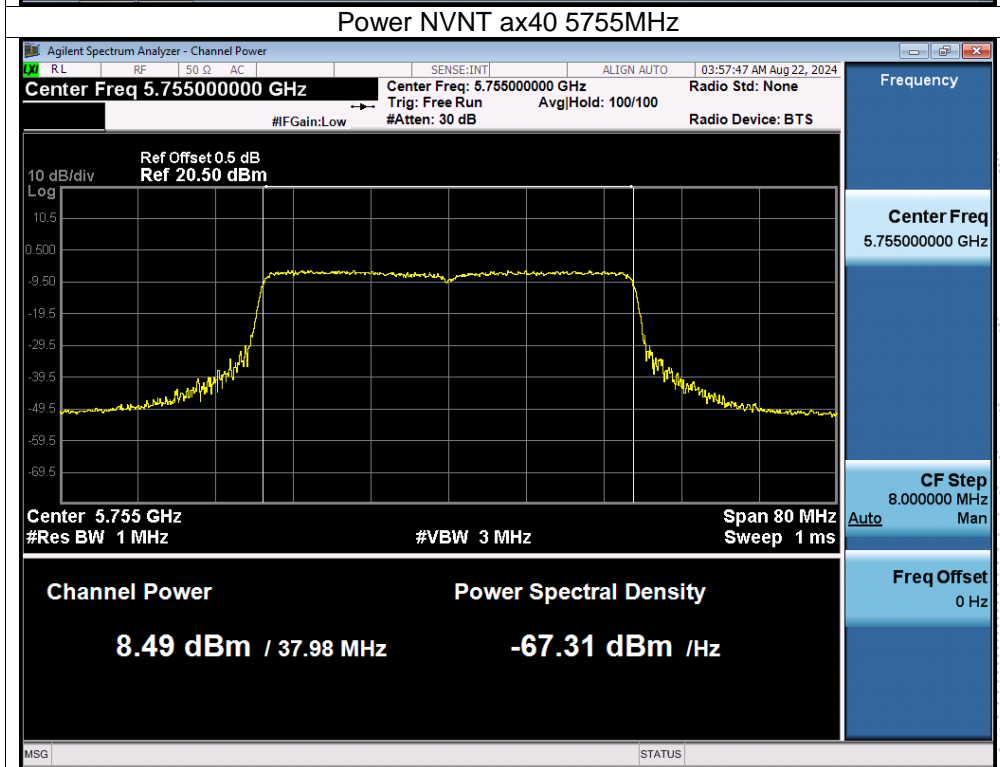 Power NVNT ax40 5755MHz
Agilent Spectrum Analyzer - Channel Power
LXI RL RF 50 Ω AC SENSE:INT ALIGN AUTO 03:57:47 AM Aug 22, 2024
Center Freq 5.755000000 GHz
Center Freq: 5.755000000 GHz
Radio Std: None
Trig: Free Run Avg|Hold: 100/100
#IFGain:Low
#Atten: 30 dB
Radio Device: BTS
Ref Offset 0.5 dB
10 dB/div Ref 20.50 dBm
Log
10.5
0.500
-9.50
-19.5
-29.5
-39.5
-49.5
-59.5
-69.5
Center 5.755 GHz Span 80 MHz
#Res BW 1 MHz #VBW 3 MHz Sweep 1 ms
Channel Power Power Spectral Density
8.49 dBm / 37.98 MHz -67.31 dBm /Hz
Frequency
Center Freq
5.755000000 GHz
CF Step
8.000000 MHz
Auto Man
Freq Offset
0 Hz
MSG STATUS